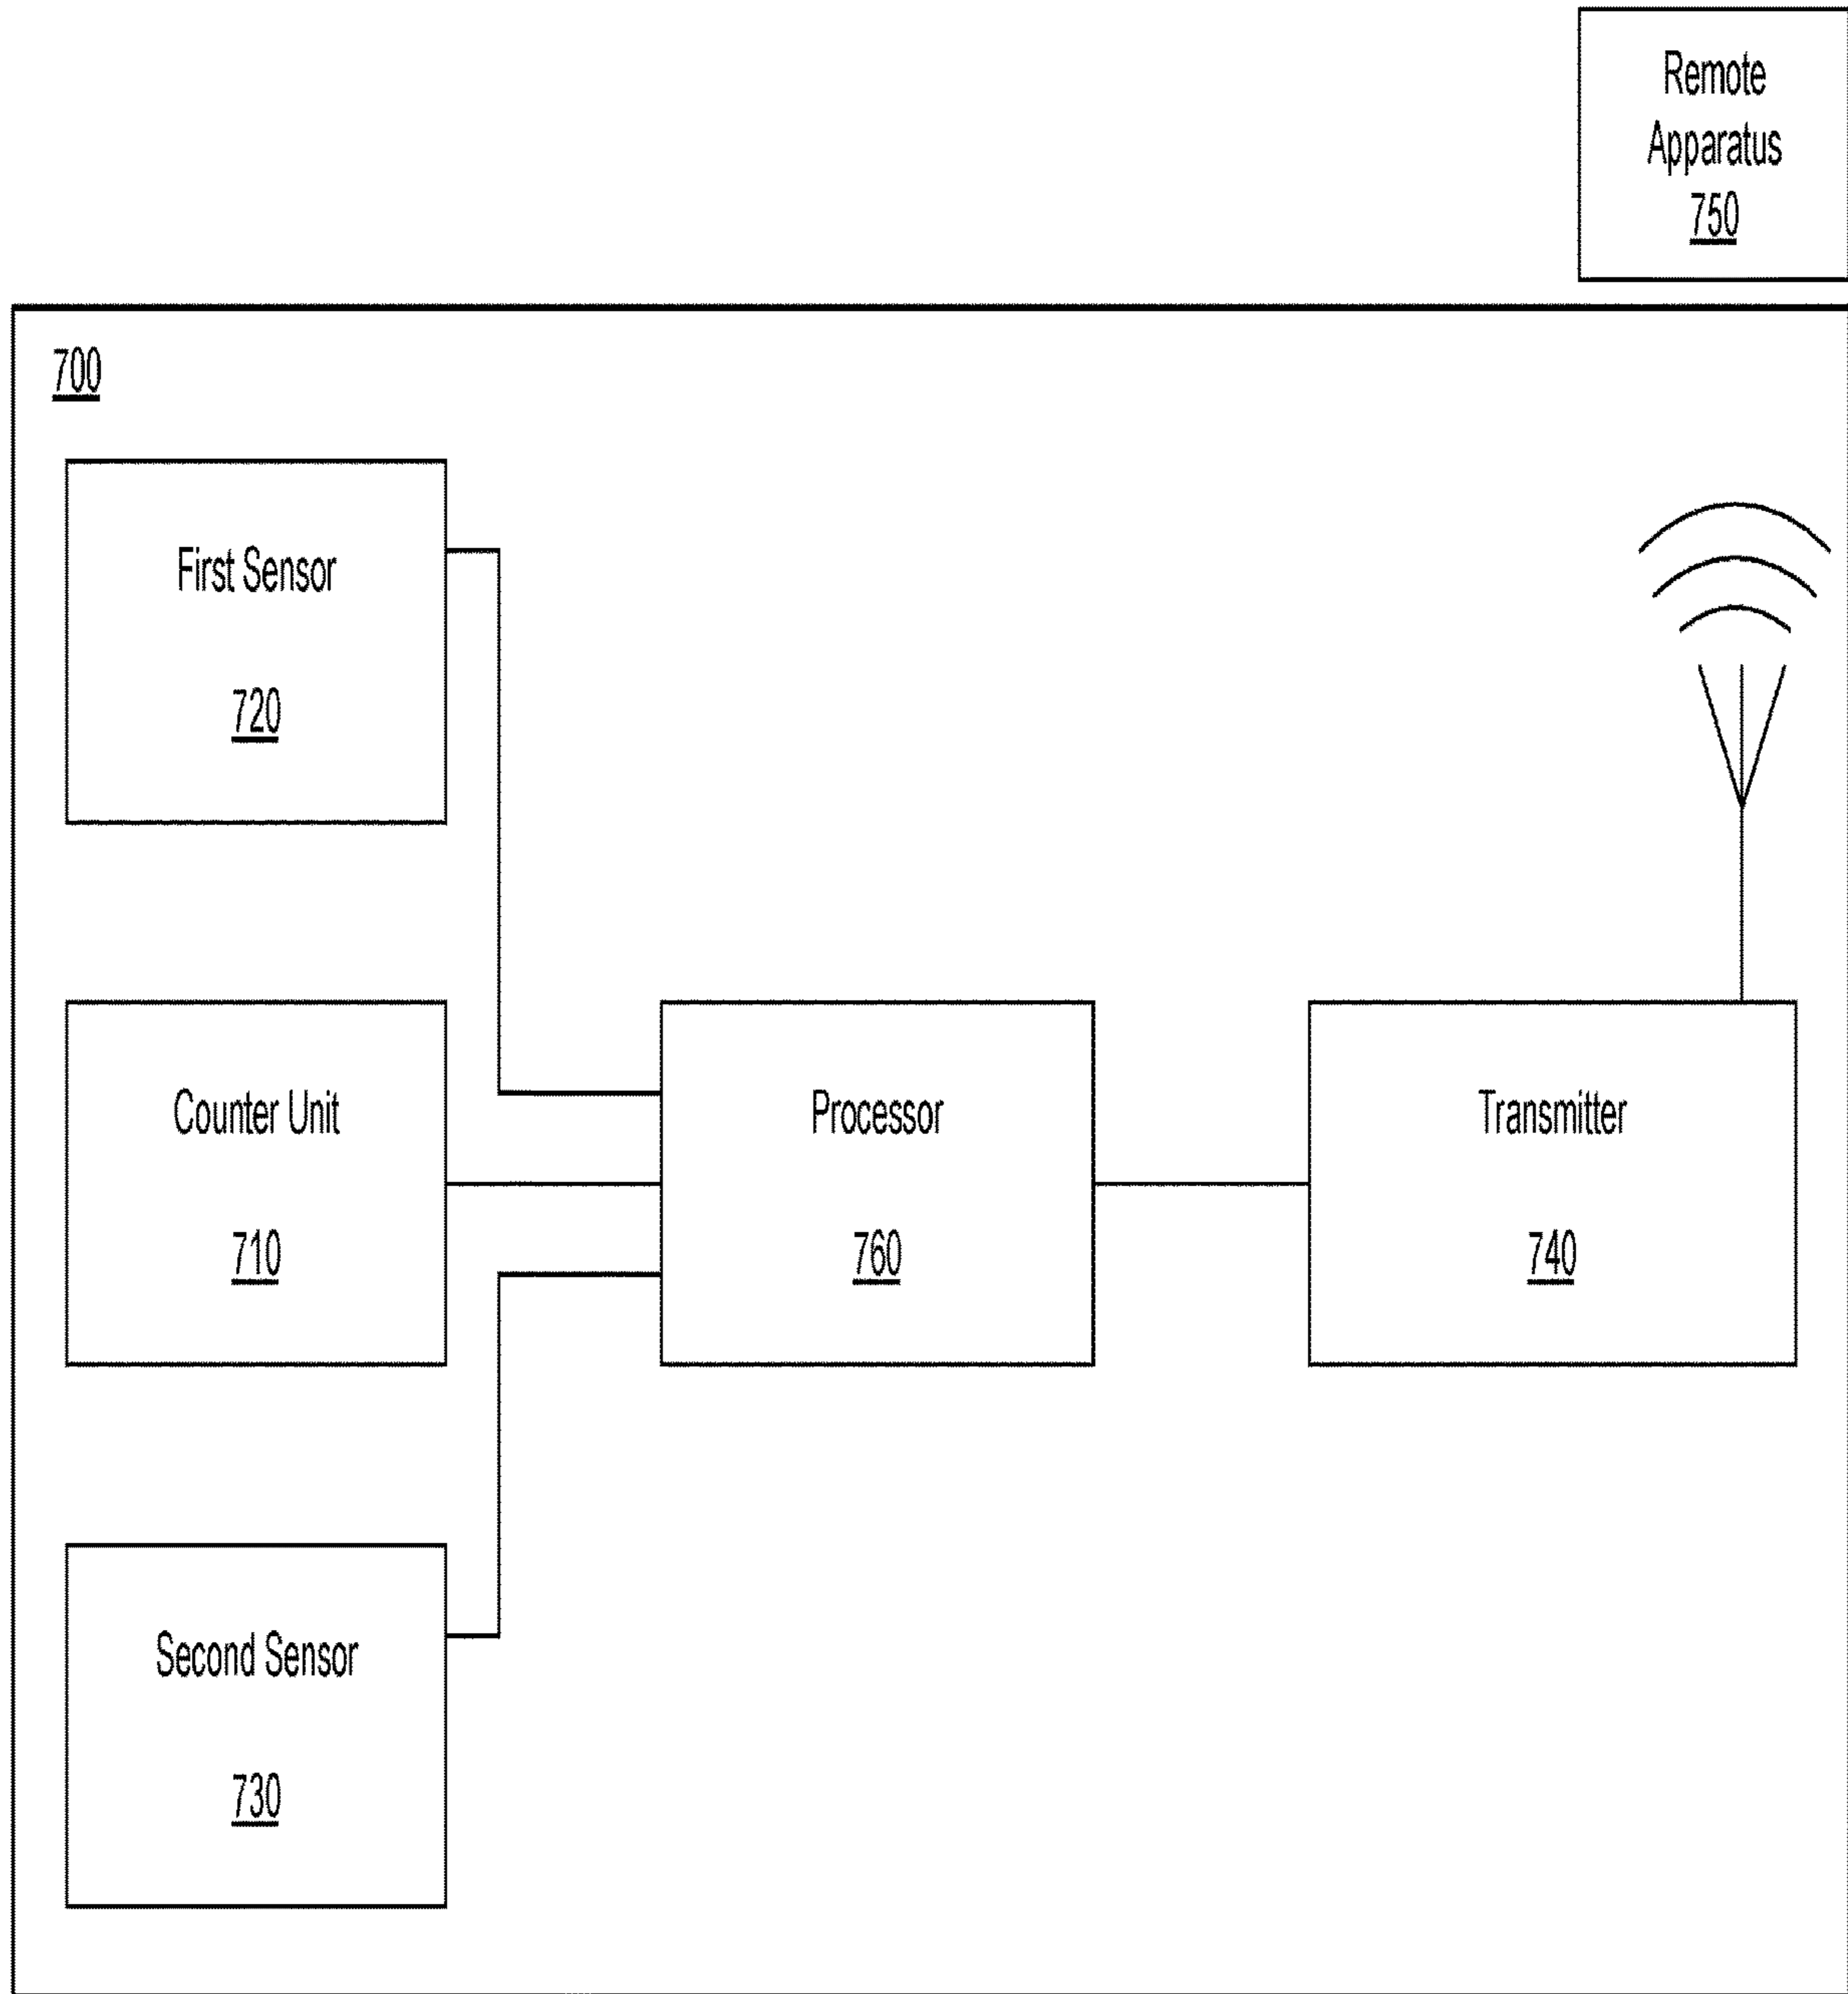 Remote
Apparatus
750
700
First Sensor
720
Counter Unit
710
Processor
760
Transmitter
740
Second Sensor
730